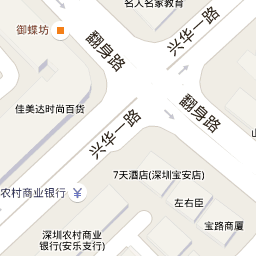 名人名家教育
御蝶坊
翻身路
兴华一路
佳美达时尚百货
翻身路
兴华一路
7天酒店(深圳宝安店)
农村商业银行
左右臣
深圳农村商业
银行(安乐支行)
宝路商厦